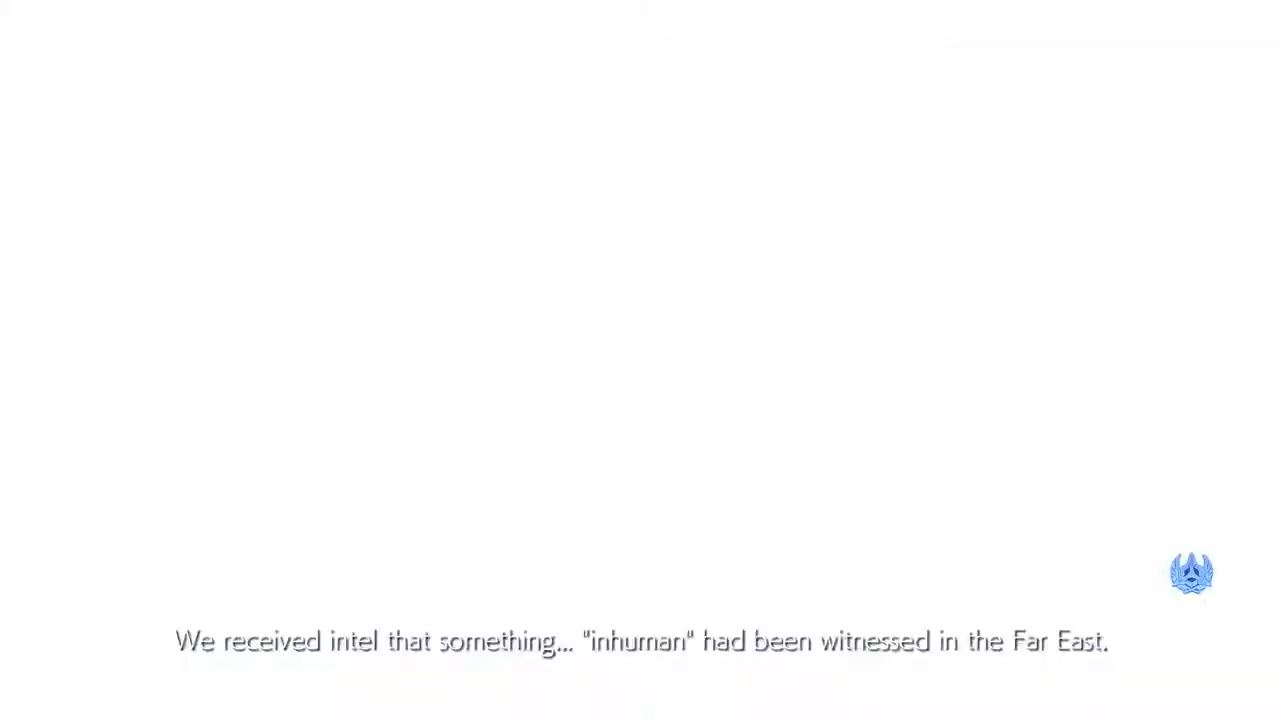 We received intel that something... "inhuman" had been witnessed in the Far East.